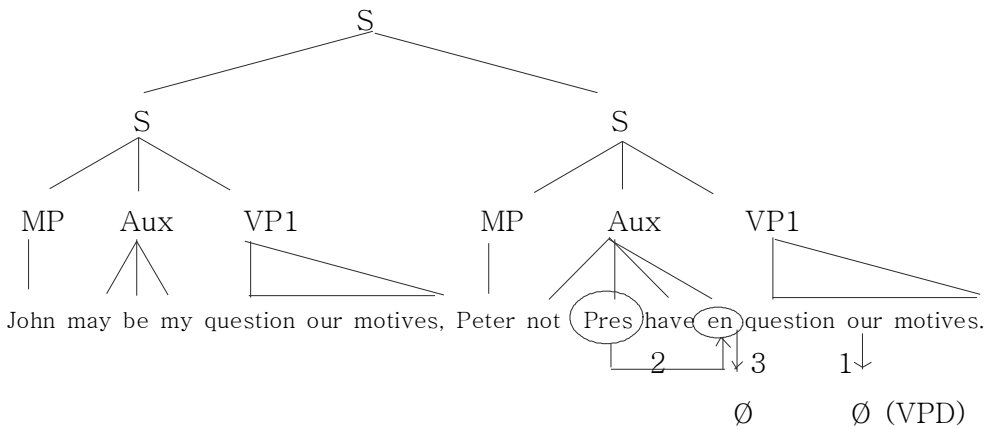 S
S S
MP Aux VP1 MP Aux VP1
John may be my question our motives, Peter not Pres have en question our motives.
2 3 1
Ø Ø (VPD)